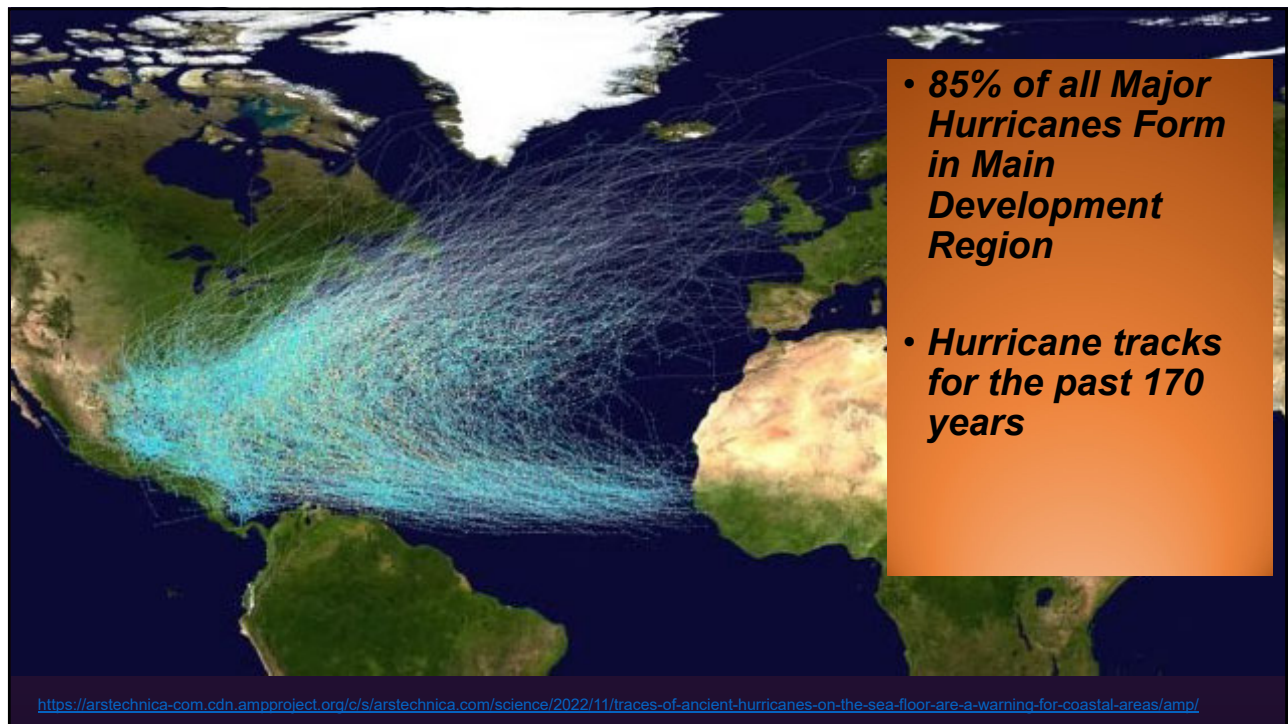 • 85% of all Major
Hurricanes Form
in Main
Development
Region
• Hurricane tracks
for the past 170
years
https://arstechnica-com.cdn.ampproject.org/c/s/arstechnica.com/science/2022/11/traces-of-ancient-hurricanes-on-the-sea-floor-are-a-warning-for-coastal-areas/amp/